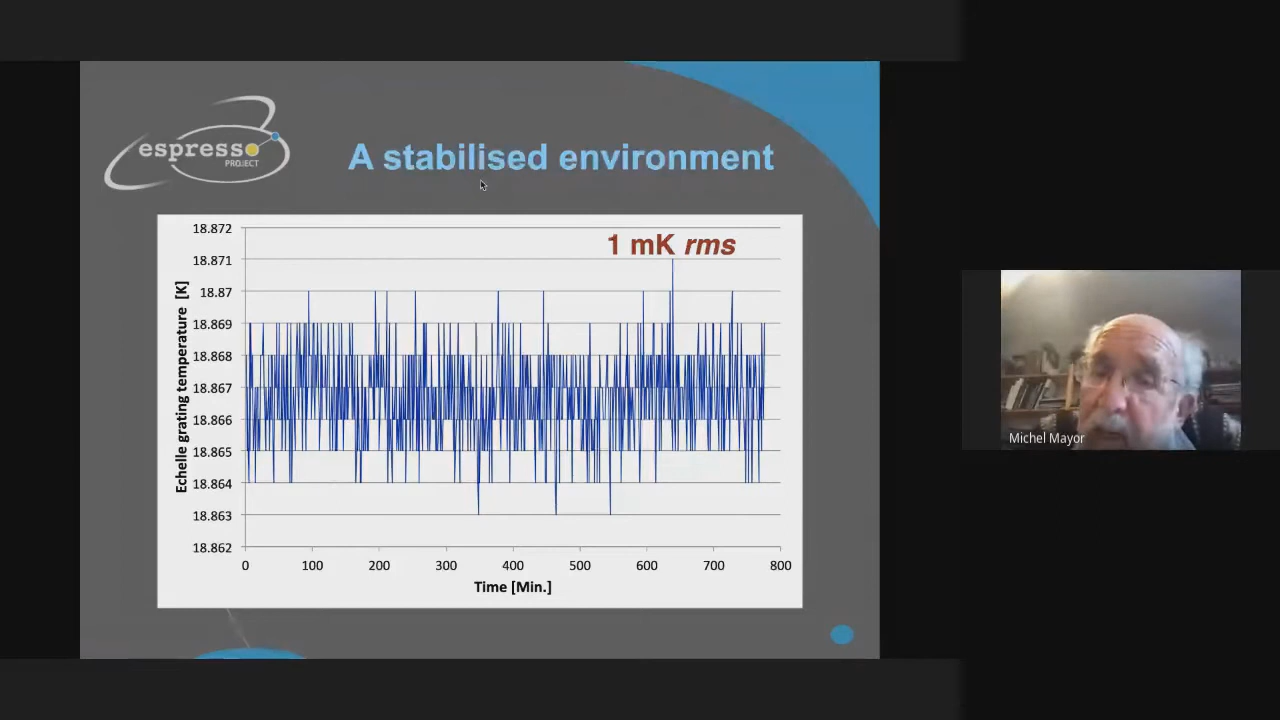 espresso
PROJECT
A stabilised environment
1 mK rms
Echelle grating temperature [K]
18.872
18.871
18.87
18.869
18.868
18.867
18.866
18.865
18.864
18.863
18.862
0 100 200 300 400 500 600 700 800
Time [Min.]
Michel Mayor